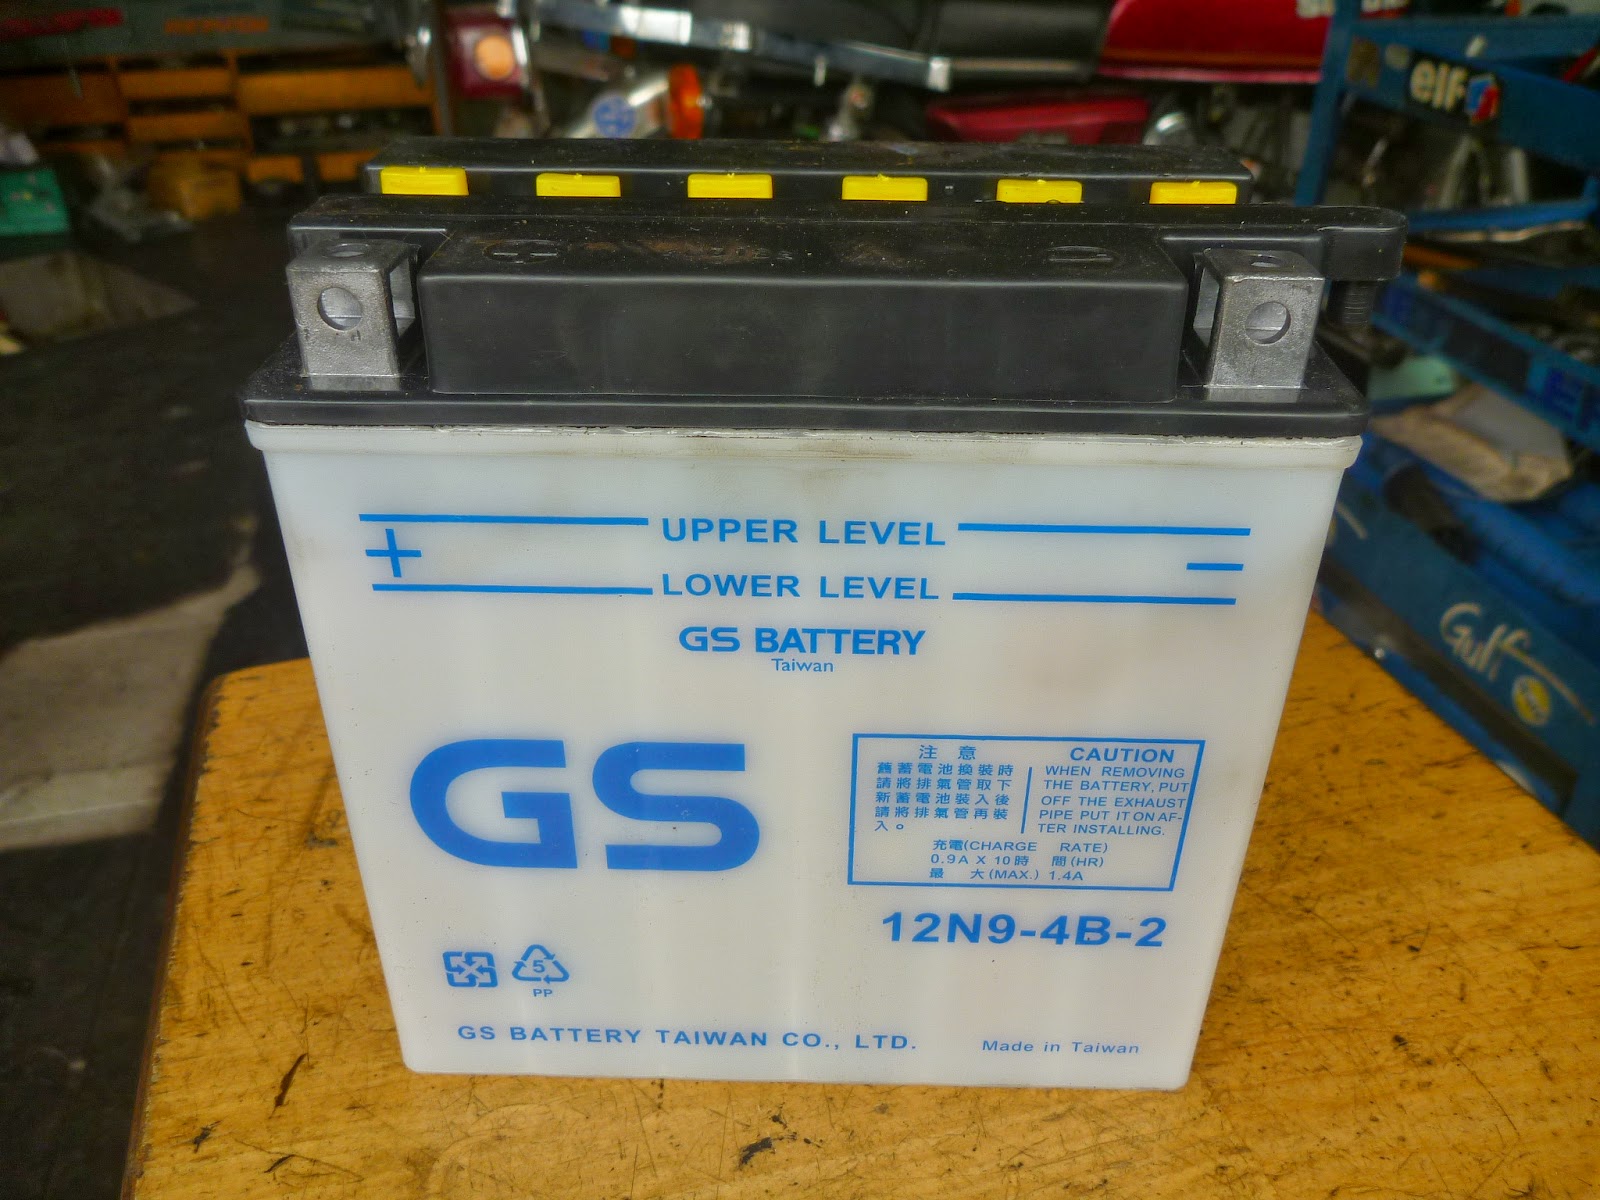 elf
UPPER LEVEL
+ −
LOWER LEVEL
GS BATTERY
Taiwan
GS
注 意
舊蓄電池換裝時
請將排氣管取下
新蓄電池裝入後
請將排氣管再裝
入。
CAUTION
WHEN REMOVING
THE BATTERY, PUT
OFF THE EXHAUST
PIPE PUT IT ON AF-
TER INSTALLING.
充電(CHARGE RATE)
0.9A X 10時 間(HR)
最 大(MAX.) 1.4A
12N9-4B-2
5
PP
GS BATTERY TAIWAN CO., LTD.
Made in Taiwan
Gulf